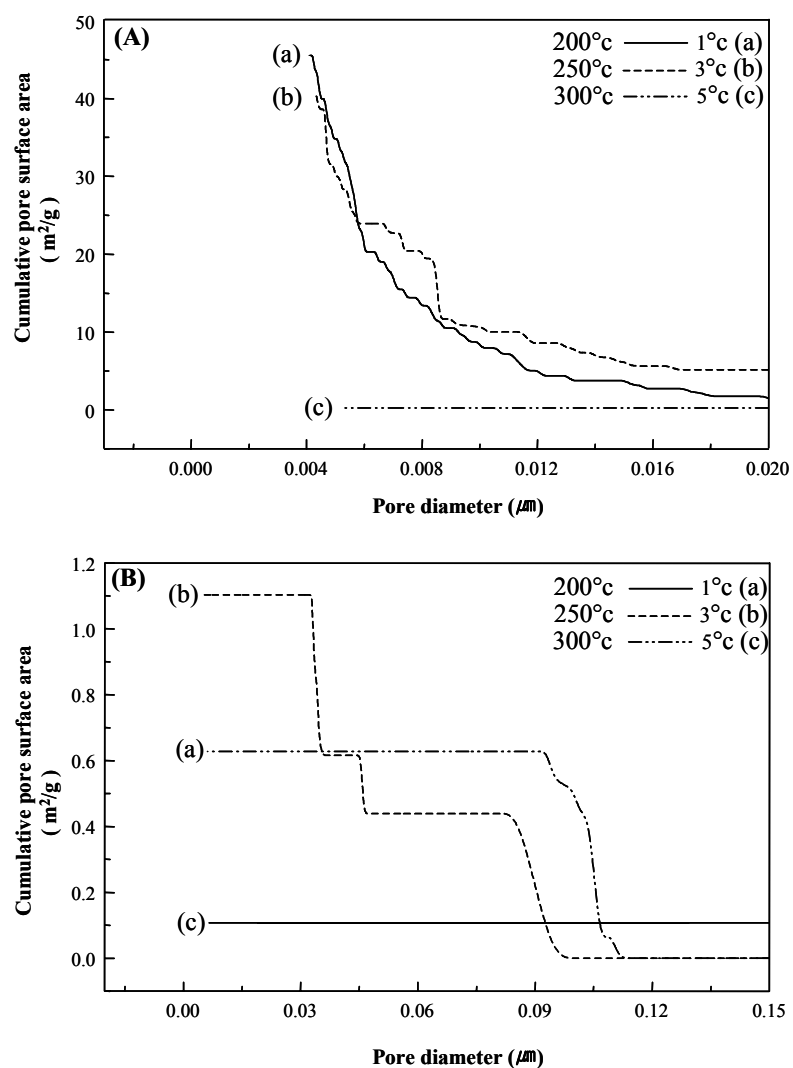 (A)
200°c 1°c (a)
250°c 3°c (b)
300°c 5°c (c)
(a)
(b)
(c)
50
40
30
20
10
0
Cumulative pore surface area
( m²/g )
0.000 0.004 0.008 0.012 0.016 0.020
Pore diameter (㎛)
(B)
200°c 1°c (a)
250°c 3°c (b)
300°c 5°c (c)
(b)
(a)
(c)
1.2
1.0
0.8
0.6
0.4
0.2
0.0
Cumulative pore surface area
( m²/g )
0.00 0.03 0.06 0.09 0.12 0.15
Pore diameter (㎛)